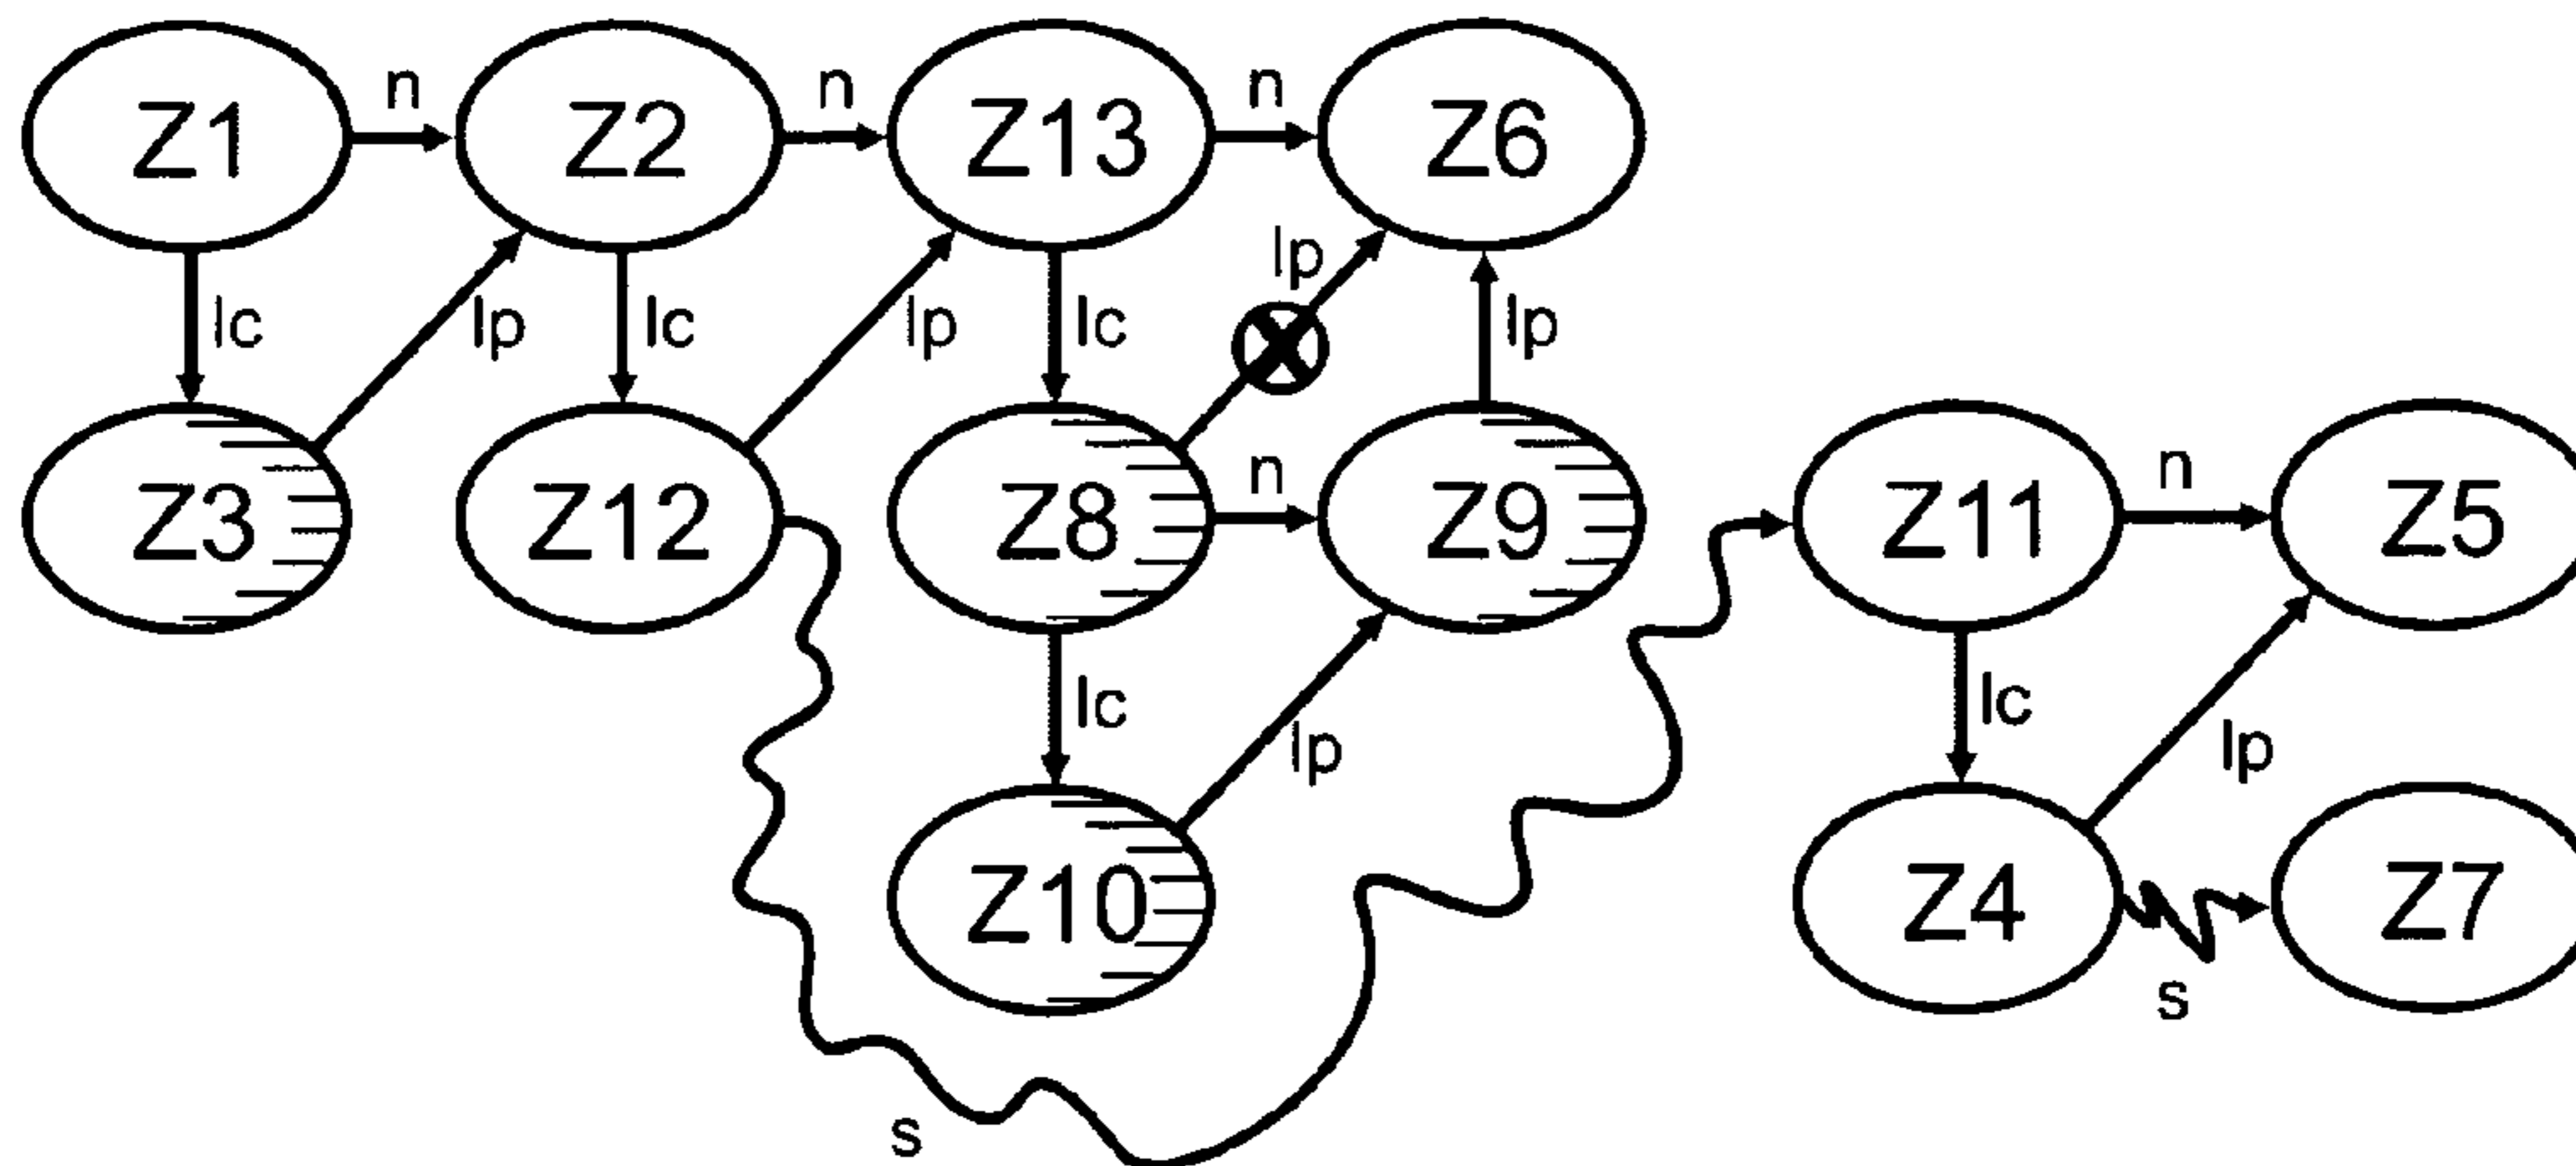 n n n
Z1 Z2 Z13 Z6
lp
lc lp lc lp lc lp
n n
Z3 Z12 Z8 Z9 Z11 Z5
lc lp lc lp
Z10 Z4 Z7
s
s